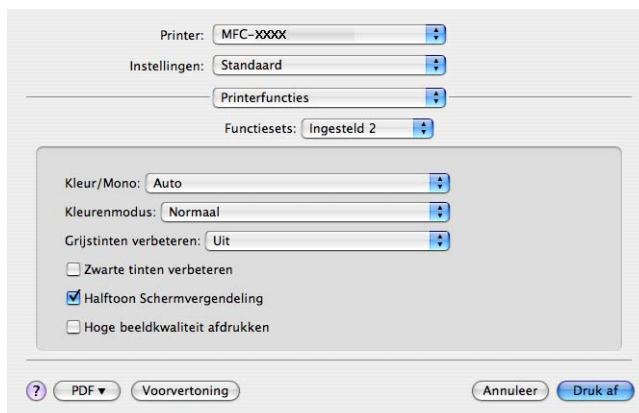 Printer: MFC-XXXX
Instellingen: Standaard
Printerfuncties
Functiesets: Ingesteld 2
Kleur/Mono: Auto
Kleurenmodus: Normaal
Grijstinten verbeteren: Uit
Zwarte tinten verbeteren
Halftoon Schermvergendeling
Hoge beeldkwaliteit afdrukken
? PDF ▼ Voorvertoning Annuleer Druk af